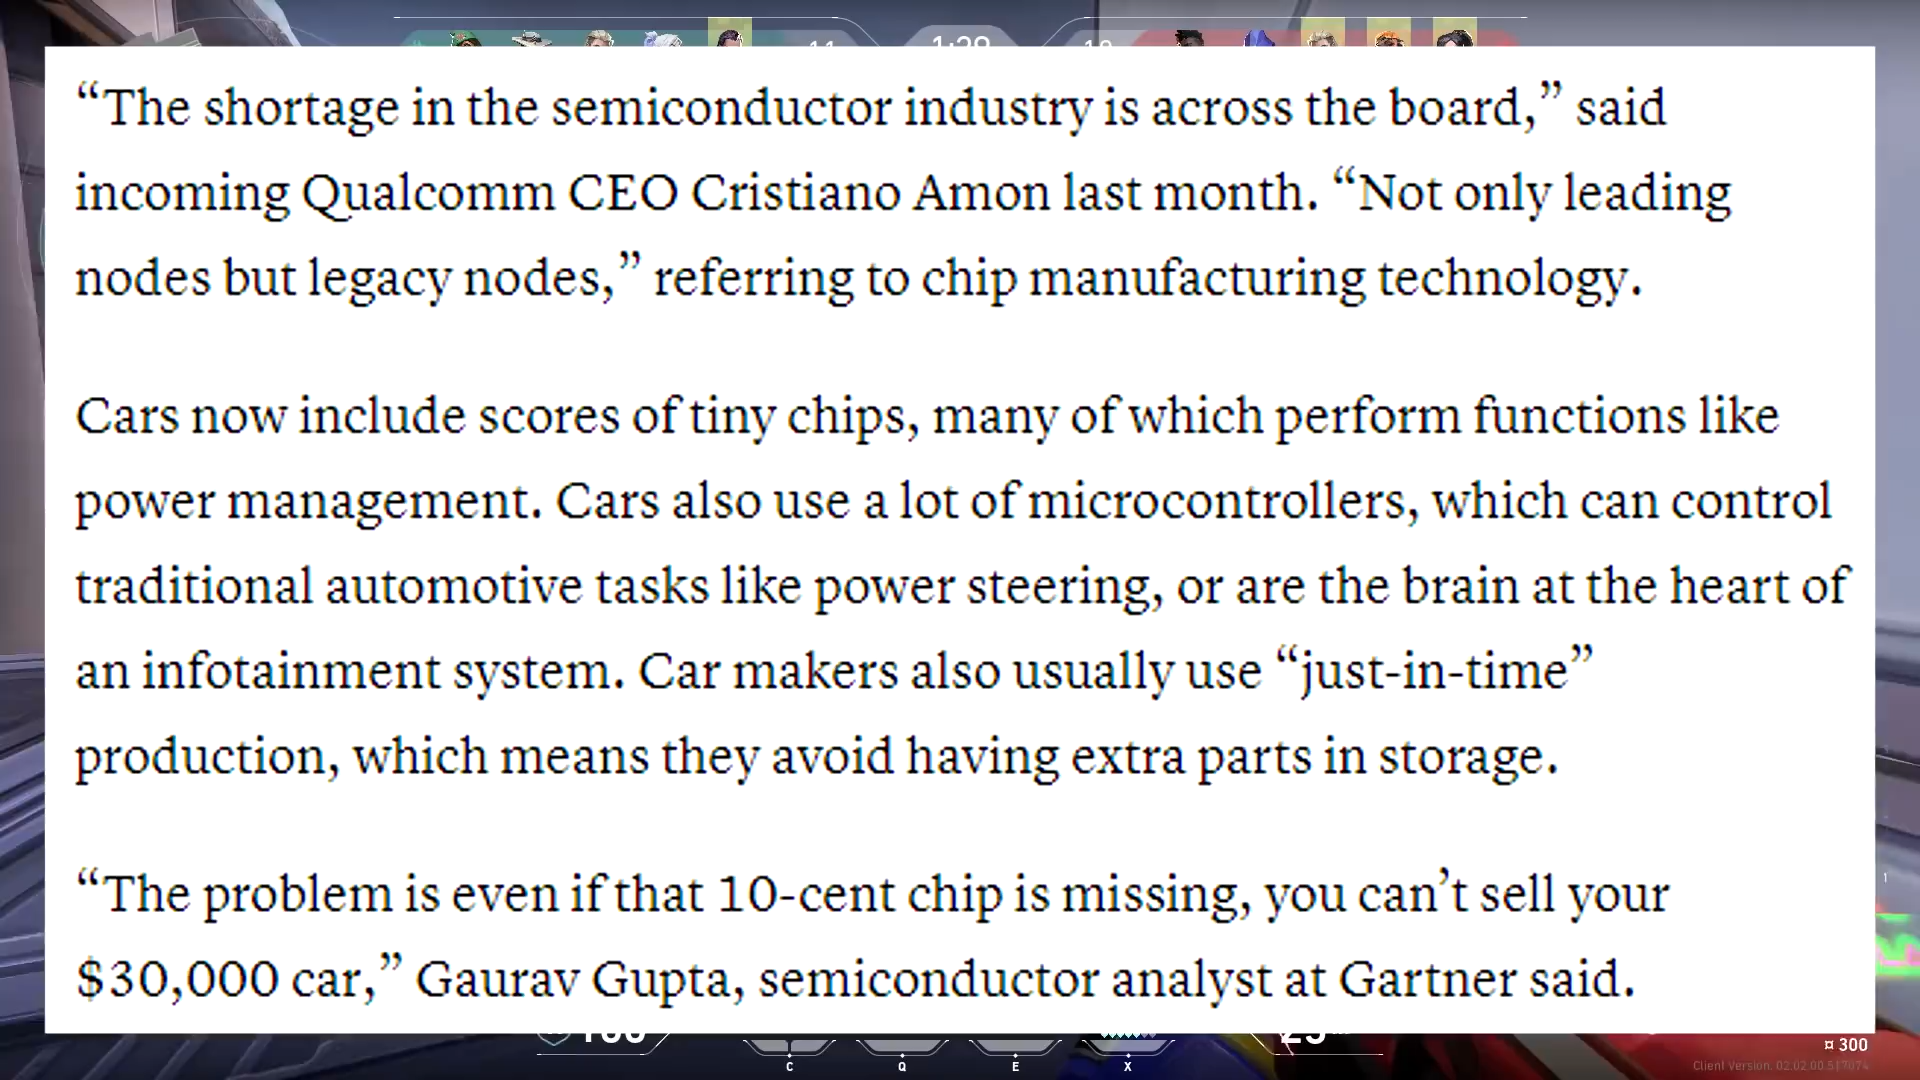 “The shortage in the semiconductor industry is across the board,” said
incoming Qualcomm CEO Cristiano Amon last month. “Not only leading
nodes but legacy nodes,” referring to chip manufacturing technology.
Cars now include scores of tiny chips, many of which perform functions like
power management. Cars also use a lot of microcontrollers, which can control
traditional automotive tasks like power steering, or are the brain at the heart of
an infotainment system. Car makers also usually use “just-in-time”
production, which means they avoid having extra parts in storage.
“The problem is even if that 10-cent chip is missing, you can’t sell your
$30,000 car,” Gaurav Gupta, semiconductor analyst at Gartner said.
1
¤ 300
C Q E X